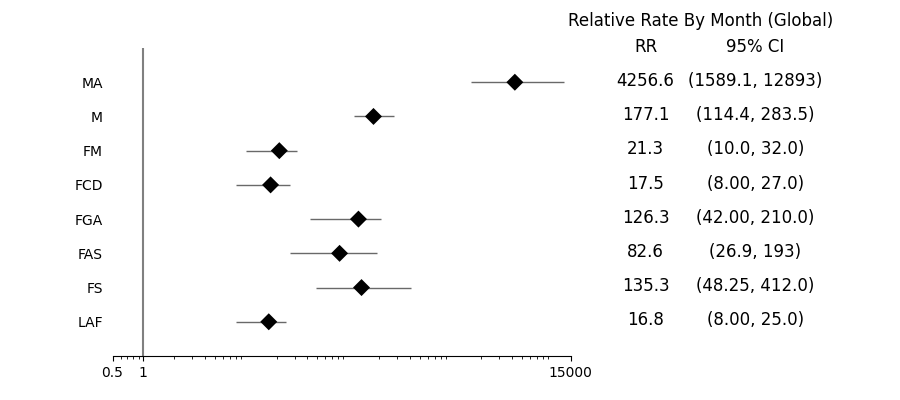 Relative Rate By Month (Global)
RR 95% CI
MA 4256.6 (1589.1, 12893)
M 177.1 (114.4, 283.5)
FM 21.3 (10.0, 32.0)
FCD 17.5 (8.00, 27.0)
FGA 126.3 (42.00, 210.0)
FAS 82.6 (26.9, 193)
FS 135.3 (48.25, 412.0)
LAF 16.8 (8.00, 25.0)
0.5 1 15000